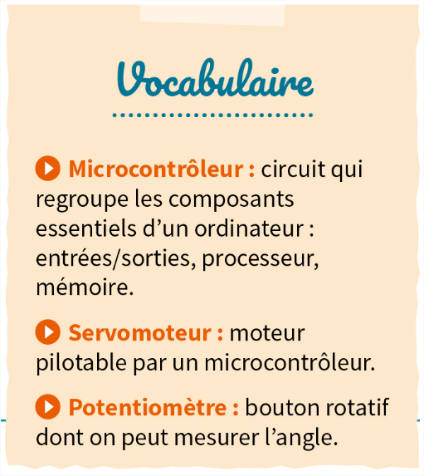 Vocabulaire
Microcontrôleur : circuit qui
regroupe les composants
essentiels d’un ordinateur :
entrées/sorties, processeur,
mémoire.
Servomoteur : moteur
pilotable par un microcontrôleur.
Potentiomètre : bouton rotatif
dont on peut mesurer l’angle.